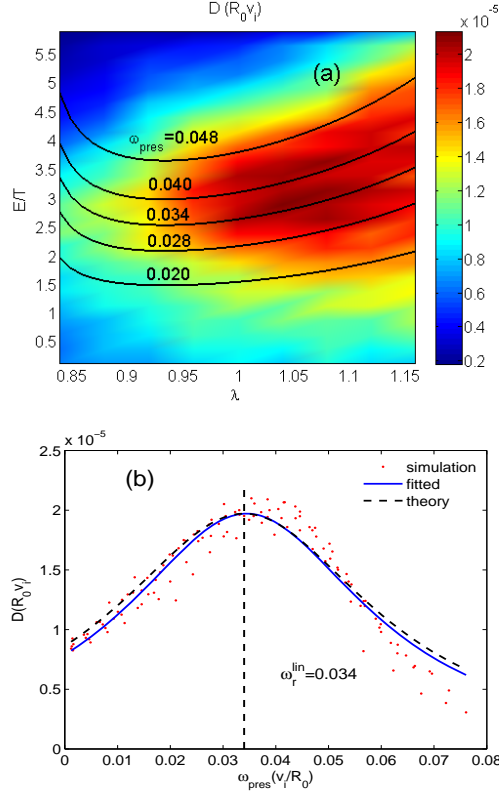 D (R₀vᵢ)
x 10⁻⁵
(a)
ω_pres=0.048
0.040
0.034
0.028
0.020
E/T
5.5
5
4.5
4
3.5
3
2.5
2
1.5
1
0.5
0.85 0.9 0.95 1 1.05 1.1 1.15
λ
2
1.8
1.6
1.4
1.2
1
0.8
0.6
0.4
0.2
x 10⁻⁵
(b)
simulation
fitted
theory
D(R₀vᵢ)
2.5
2
1.5
1
0.5
0
ω_r^lin=0.034
0 0.01 0.02 0.03 0.04 0.05 0.06 0.07 0.08
ω_pres(vᵢ/R₀)